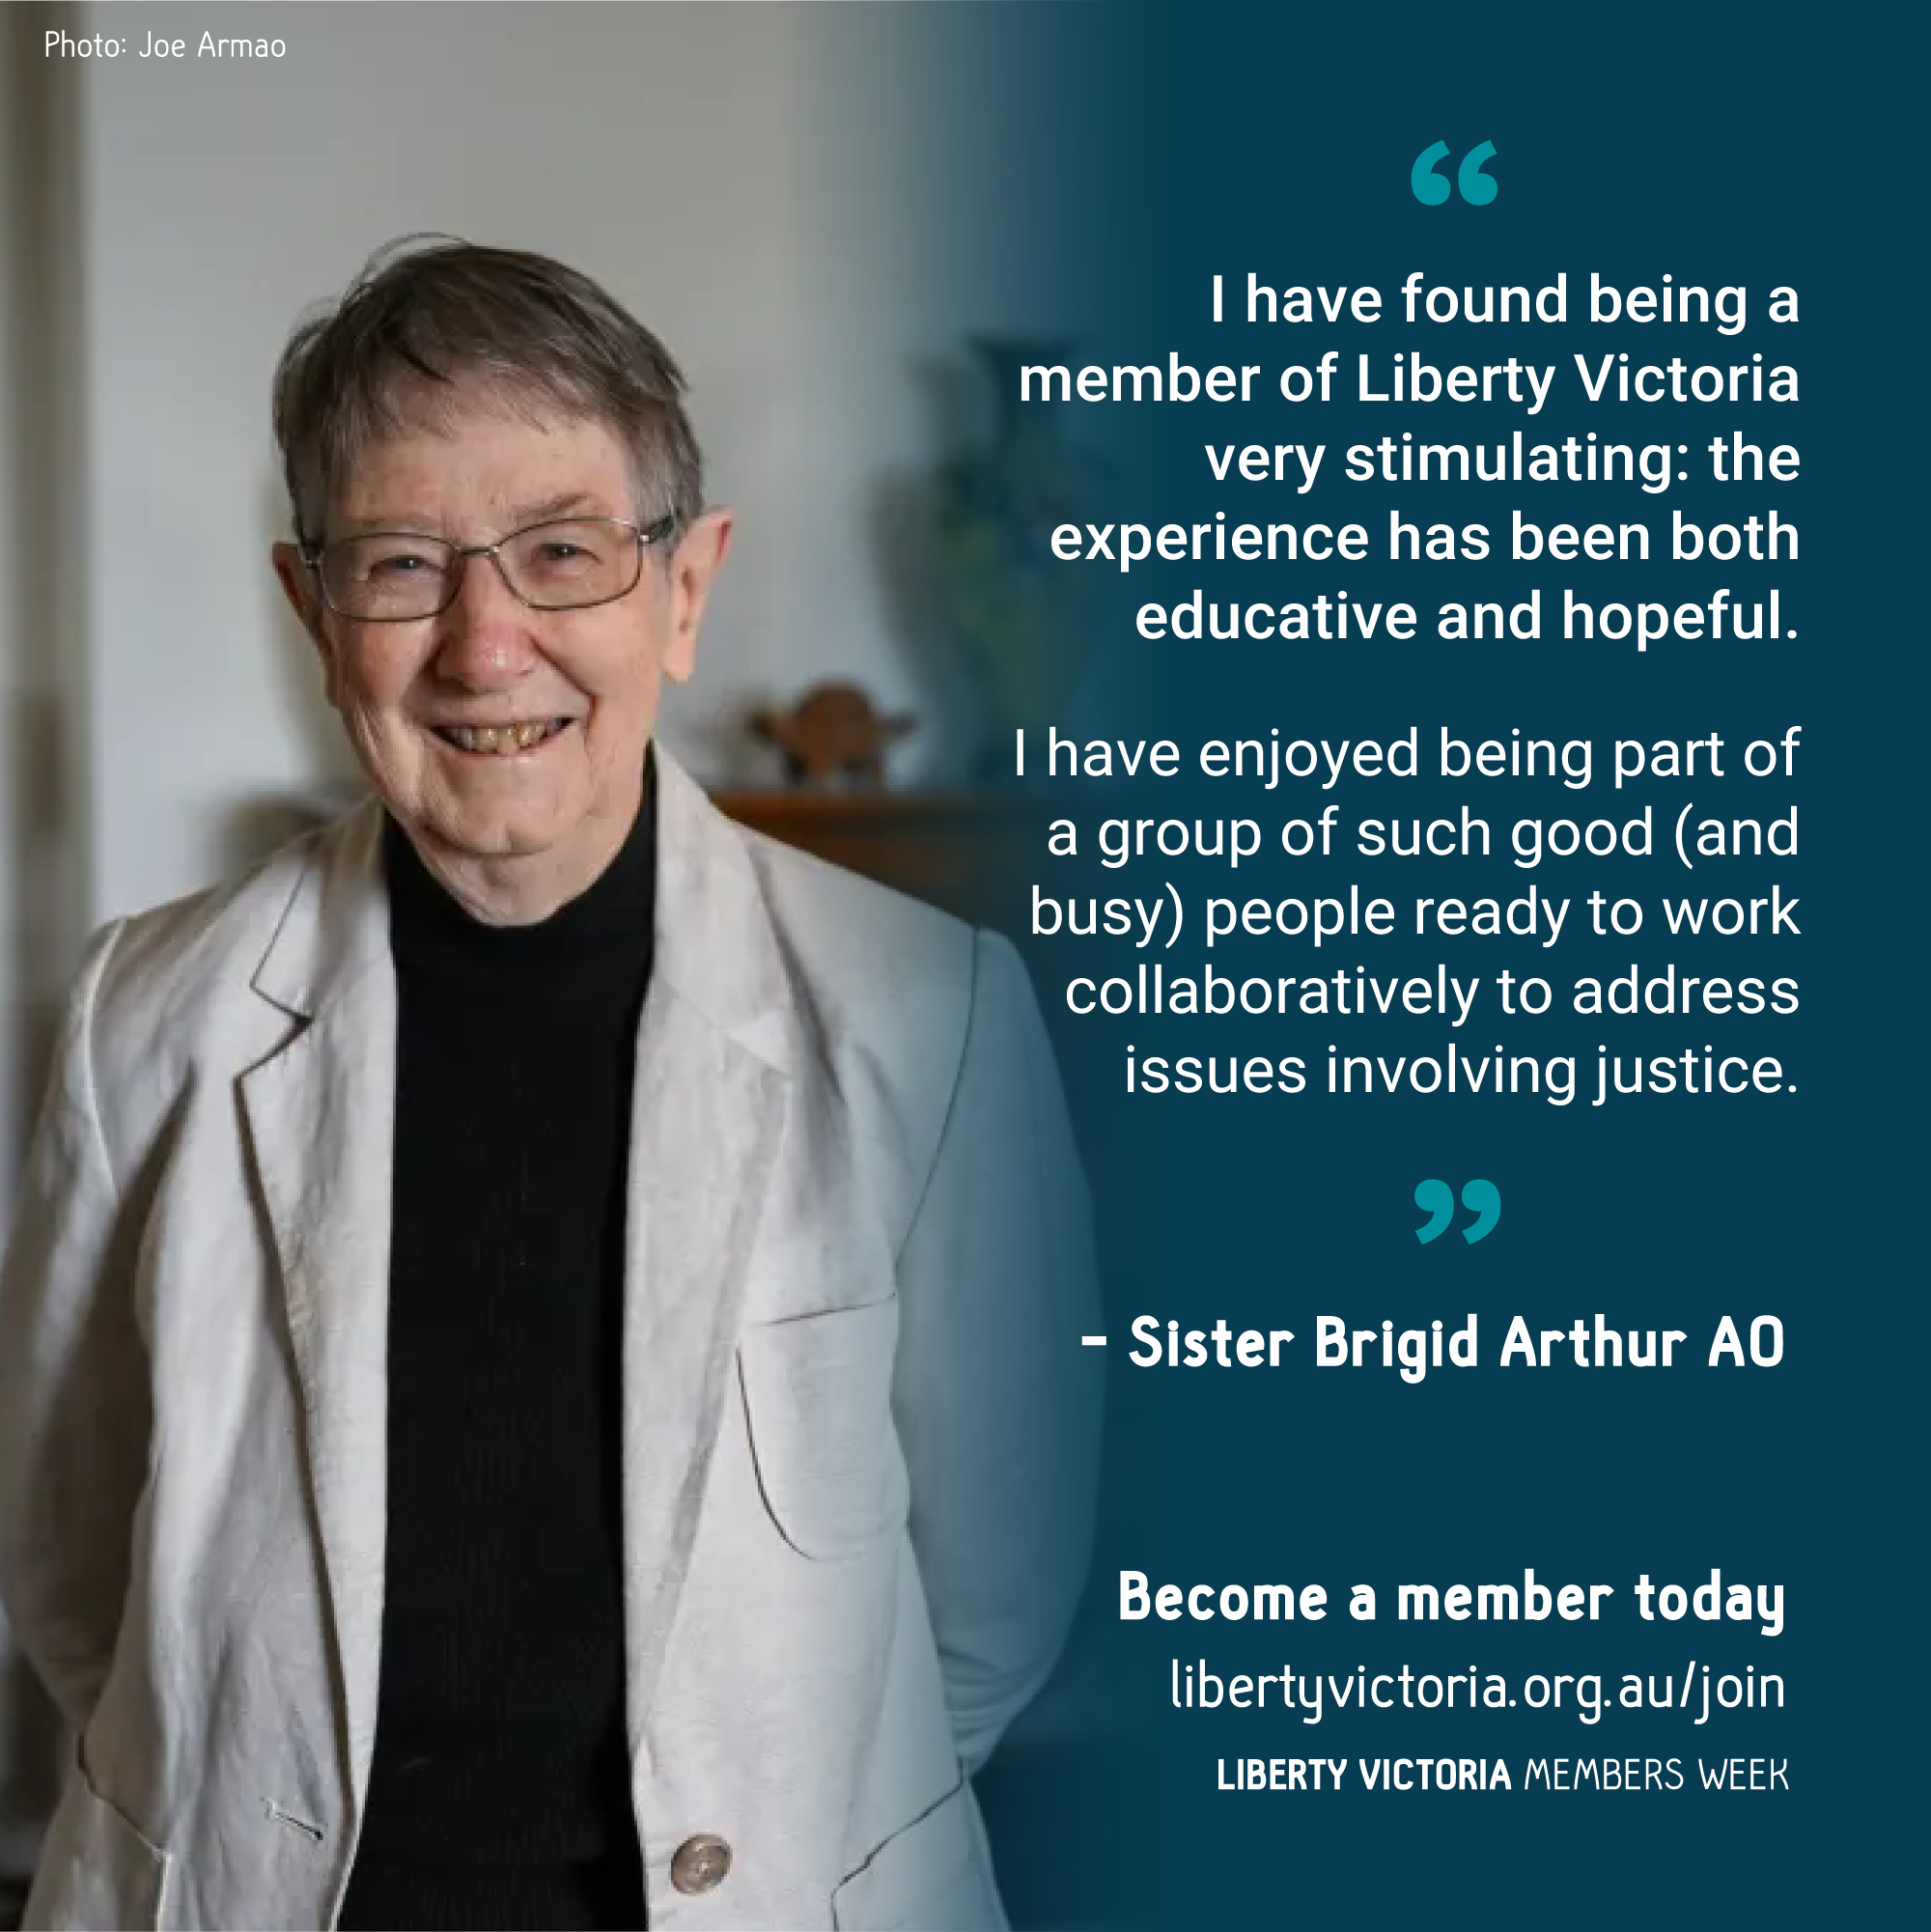 Photo: Joe Armao
“
I have found being a
member of Liberty Victoria
very stimulating: the
experience has been both
educative and hopeful.
I have enjoyed being part of
a group of such good (and
busy) people ready to work
collaboratively to address
issues involving justice.
”
- Sister Brigid Arthur AO
Become a member today
libertyvictoria.org.au/join
LIBERTY VICTORIA MEMBERS WEEK